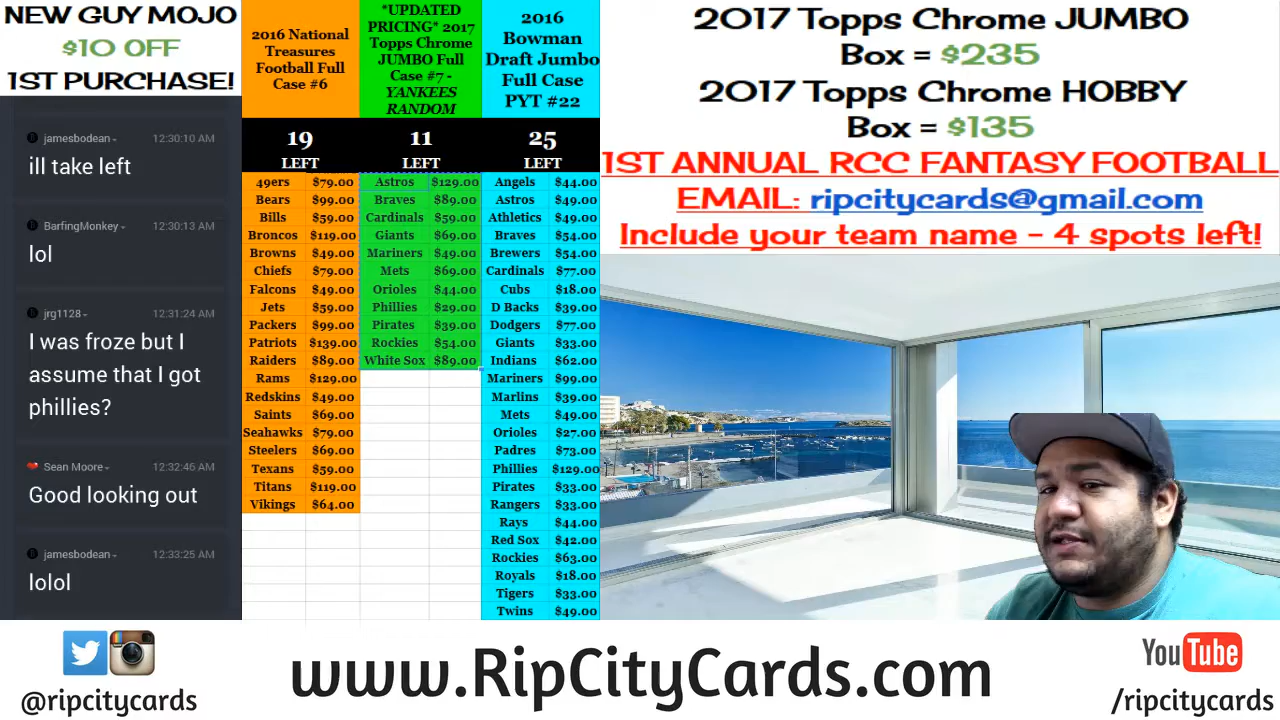 NEW GUY MOJO
$10 OFF
1ST PURCHASE!
jamesbodean
12:30:10 AM
ill take left
BarfingMonkey
12:30:13 AM
lol
jrg1128
12:31:24 AM
I was froze but I
assume that I got
phillies?
Sean Moore
12:32:46 AM
Good looking out
jamesbodean
12:33:25 AM
lolol
2016 National
Treasures
Football Full
Case #6
19
LEFT
49ers $79.00
Bears $99.00
Bills $59.00
Broncos $119.00
Browns $49.00
Chiefs $79.00
Falcons $49.00
Jets $59.00
Packers $99.00
Patriots $139.00
Raiders $89.00
Rams $129.00
Redskins $49.00
Saints $69.00
Seahawks $79.00
Steelers $69.00
Texans $59.00
Titans $119.00
Vikings $64.00
*UPDATED
PRICING* 2017
Topps Chrome
JUMBO Full
Case #7 -
YANKEES
RANDOM
11
LEFT
Astros $129.00
Braves $89.00
Cardinals $59.00
Giants $69.00
Mariners $49.00
Mets $69.00
Orioles $44.00
Phillies $29.00
Pirates $39.00
Rockies $54.00
White Sox $89.00
2016
Bowman
Draft Jumbo
Full Case
PYT #22
25
LEFT
Angels $44.00
Astros $49.00
Athletics $49.00
Braves $54.00
Brewers $54.00
Cardinals $77.00
Cubs $18.00
D Backs $39.00
Dodgers $77.00
Giants $33.00
Indians $62.00
Mariners $99.00
Marlins $39.00
Mets $49.00
Orioles $27.00
Padres $73.00
Phillies $129.00
Pirates $33.00
Rangers $33.00
Rays $44.00
Red Sox $42.00
Rockies $63.00
Royals $18.00
Tigers $33.00
Twins $49.00
2017 Topps Chrome JUMBO
Box = $235
2017 Topps Chrome HOBBY
Box = $135
1ST ANNUAL RCC FANTASY FOOTBALL
EMAIL: ripcitycards@gmail.com
Include your team name - 4 spots left!
@ripcitycards
www.RipCityCards.com
YouTube
/ripcitycards